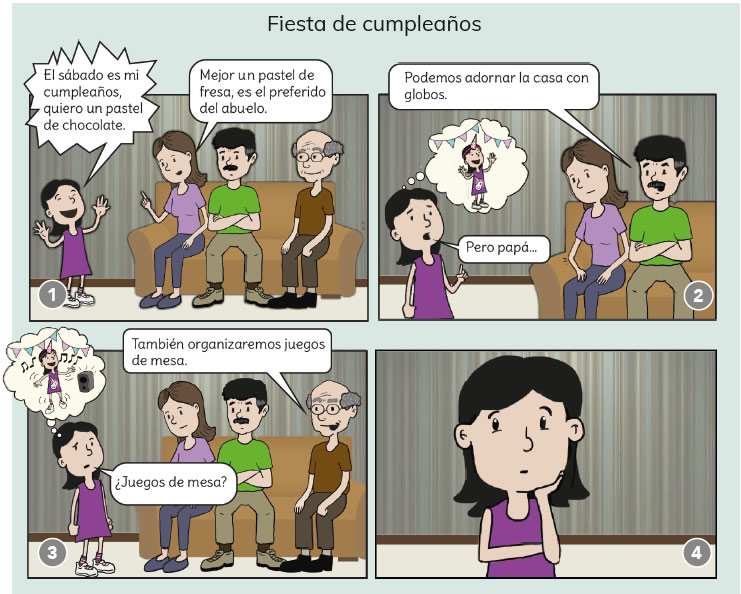 Fiesta de cumpleaños
El sábado es mi
cumpleaños,
quiero un pastel
de chocolate.
Mejor un pastel de
fresa, es el preferido
del abuelo.
1
Podemos adornar la casa con
globos.
Pero papá...
2
También organizaremos juegos
de mesa.
¿Juegos de mesa?
3
4